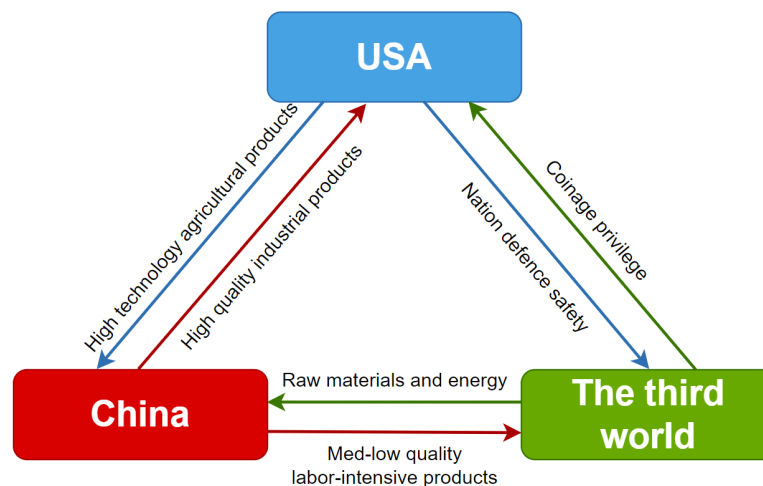 USA
High technology agricultural products
High quality industrial products
Coinage privilege
Nation defence safety
China
Raw materials and energy
Med-low quality
labor-intensive products
The third
world